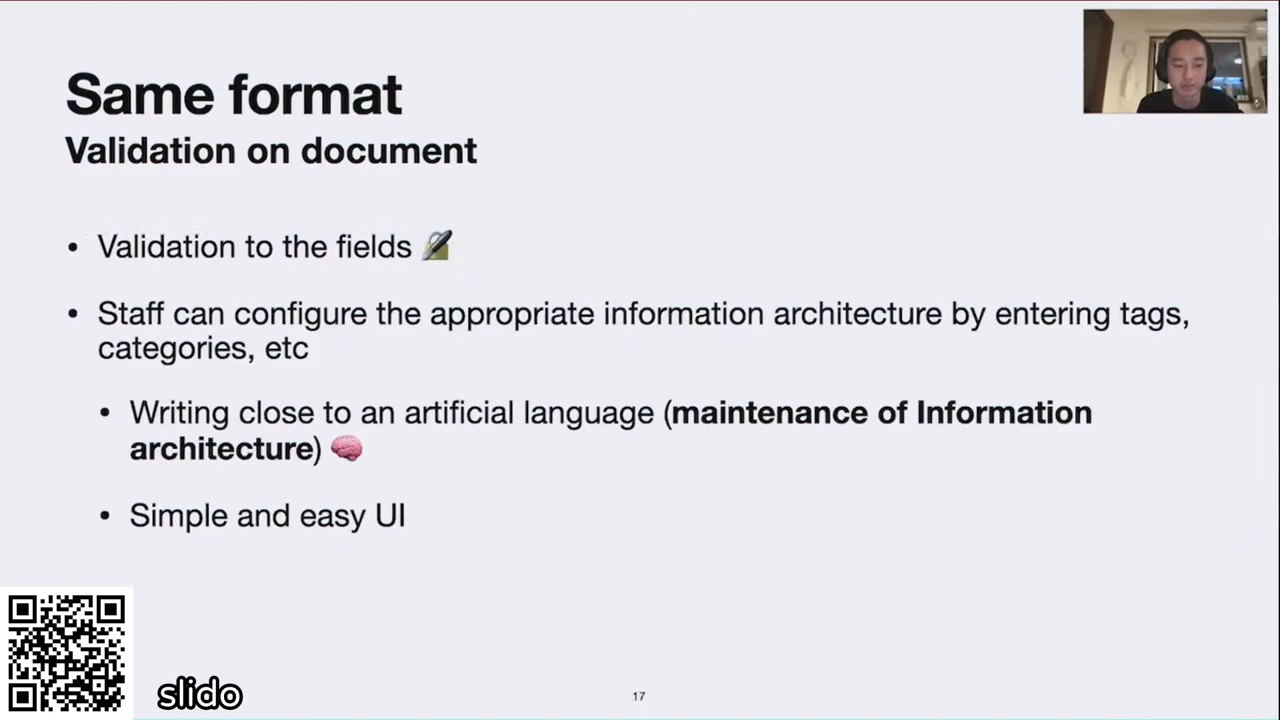 Same format
Validation on document
• Validation to the fields
• Staff can configure the appropriate information architecture by entering tags,
categories, etc
• Writing close to an artificial language (maintenance of Information
architecture) 🧠
• Simple and easy UI
slido
17